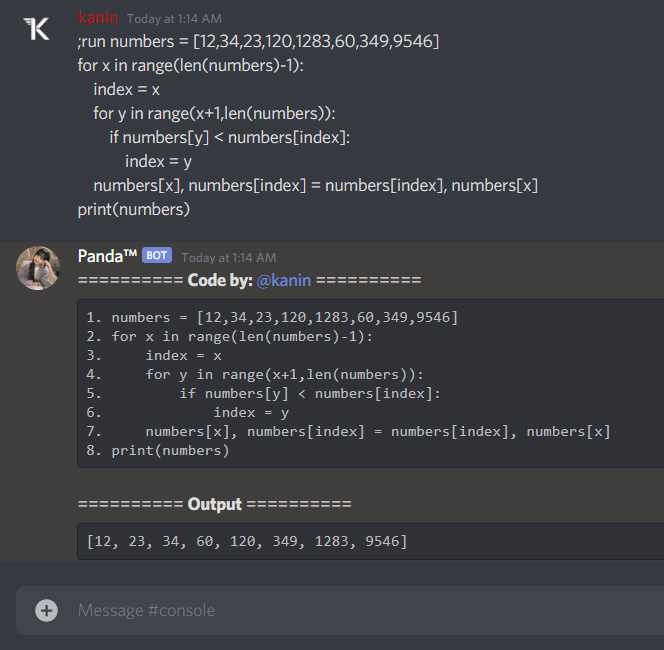 kanin Today at 1:14 AM
;run numbers = [12,34,23,120,1283,60,349,9546]
for x in range(len(numbers)-1):
    index = x
    for y in range(x+1,len(numbers)):
        if numbers[y] < numbers[index]:
            index = y
    numbers[x], numbers[index] = numbers[index], numbers[x]
print(numbers)
Panda™ BOT Today at 1:14 AM
========== Code by: @kanin ==========
1. numbers = [12,34,23,120,1283,60,349,9546]
2. for x in range(len(numbers)-1):
3.     index = x
4.     for y in range(x+1,len(numbers)):
5.         if numbers[y] < numbers[index]:
6.             index = y
7.     numbers[x], numbers[index] = numbers[index], numbers[x]
8. print(numbers)
========== Output ==========
[12, 23, 34, 60, 120, 349, 1283, 9546]
Message #console